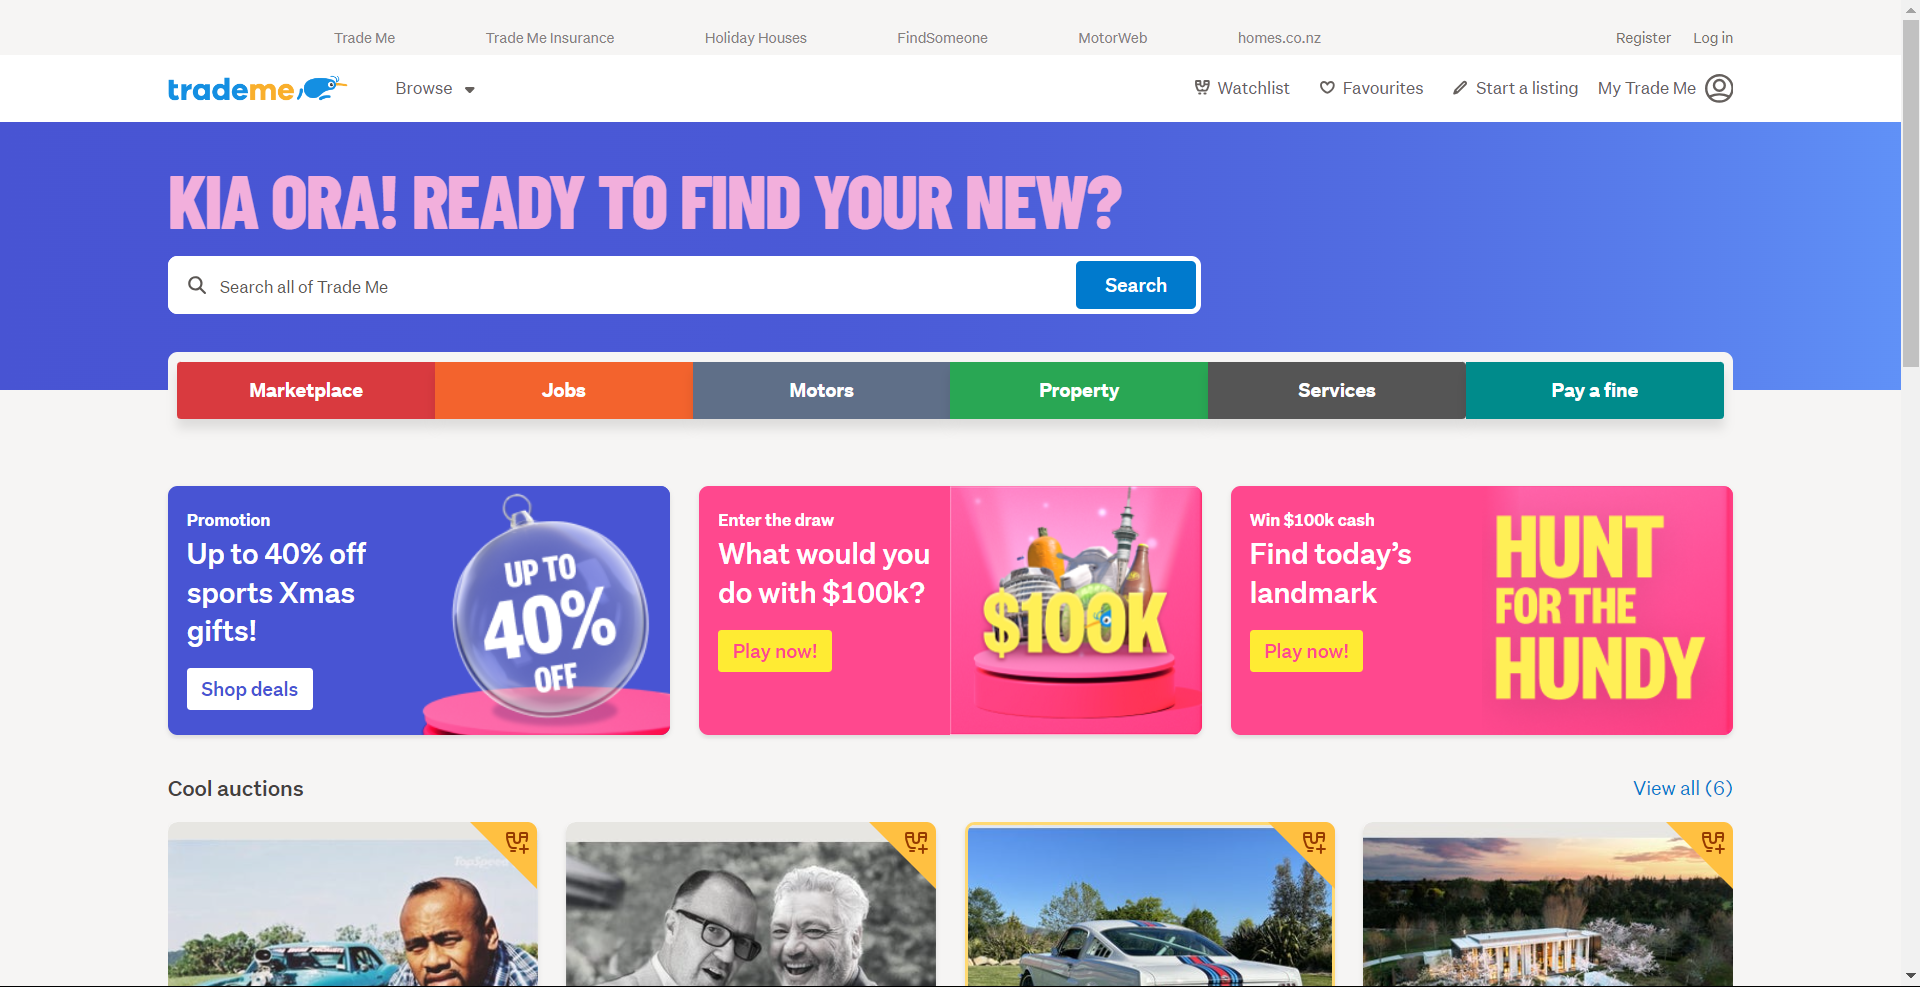 Trade Me
Trade Me Insurance
Holiday Houses
FindSomeone
MotorWeb
homes.co.nz
Register
Log in
trademe
Browse
Watchlist
Favourites
Start a listing
My Trade Me
KIA ORA! READY TO FIND YOUR NEW?
Search all of Trade Me
Search
Marketplace
Jobs
Motors
Property
Services
Pay a fine
Promotion
Up to 40% off
sports Xmas
gifts!
Shop deals
UP TO
40%
OFF
Enter the draw
What would you
do with $100k?
Play now!
$100K
Win $100k cash
Find today’s
landmark
Play now!
HUNT
FOR THE
HUNDY
Cool auctions
View all (6)
TopSpeed